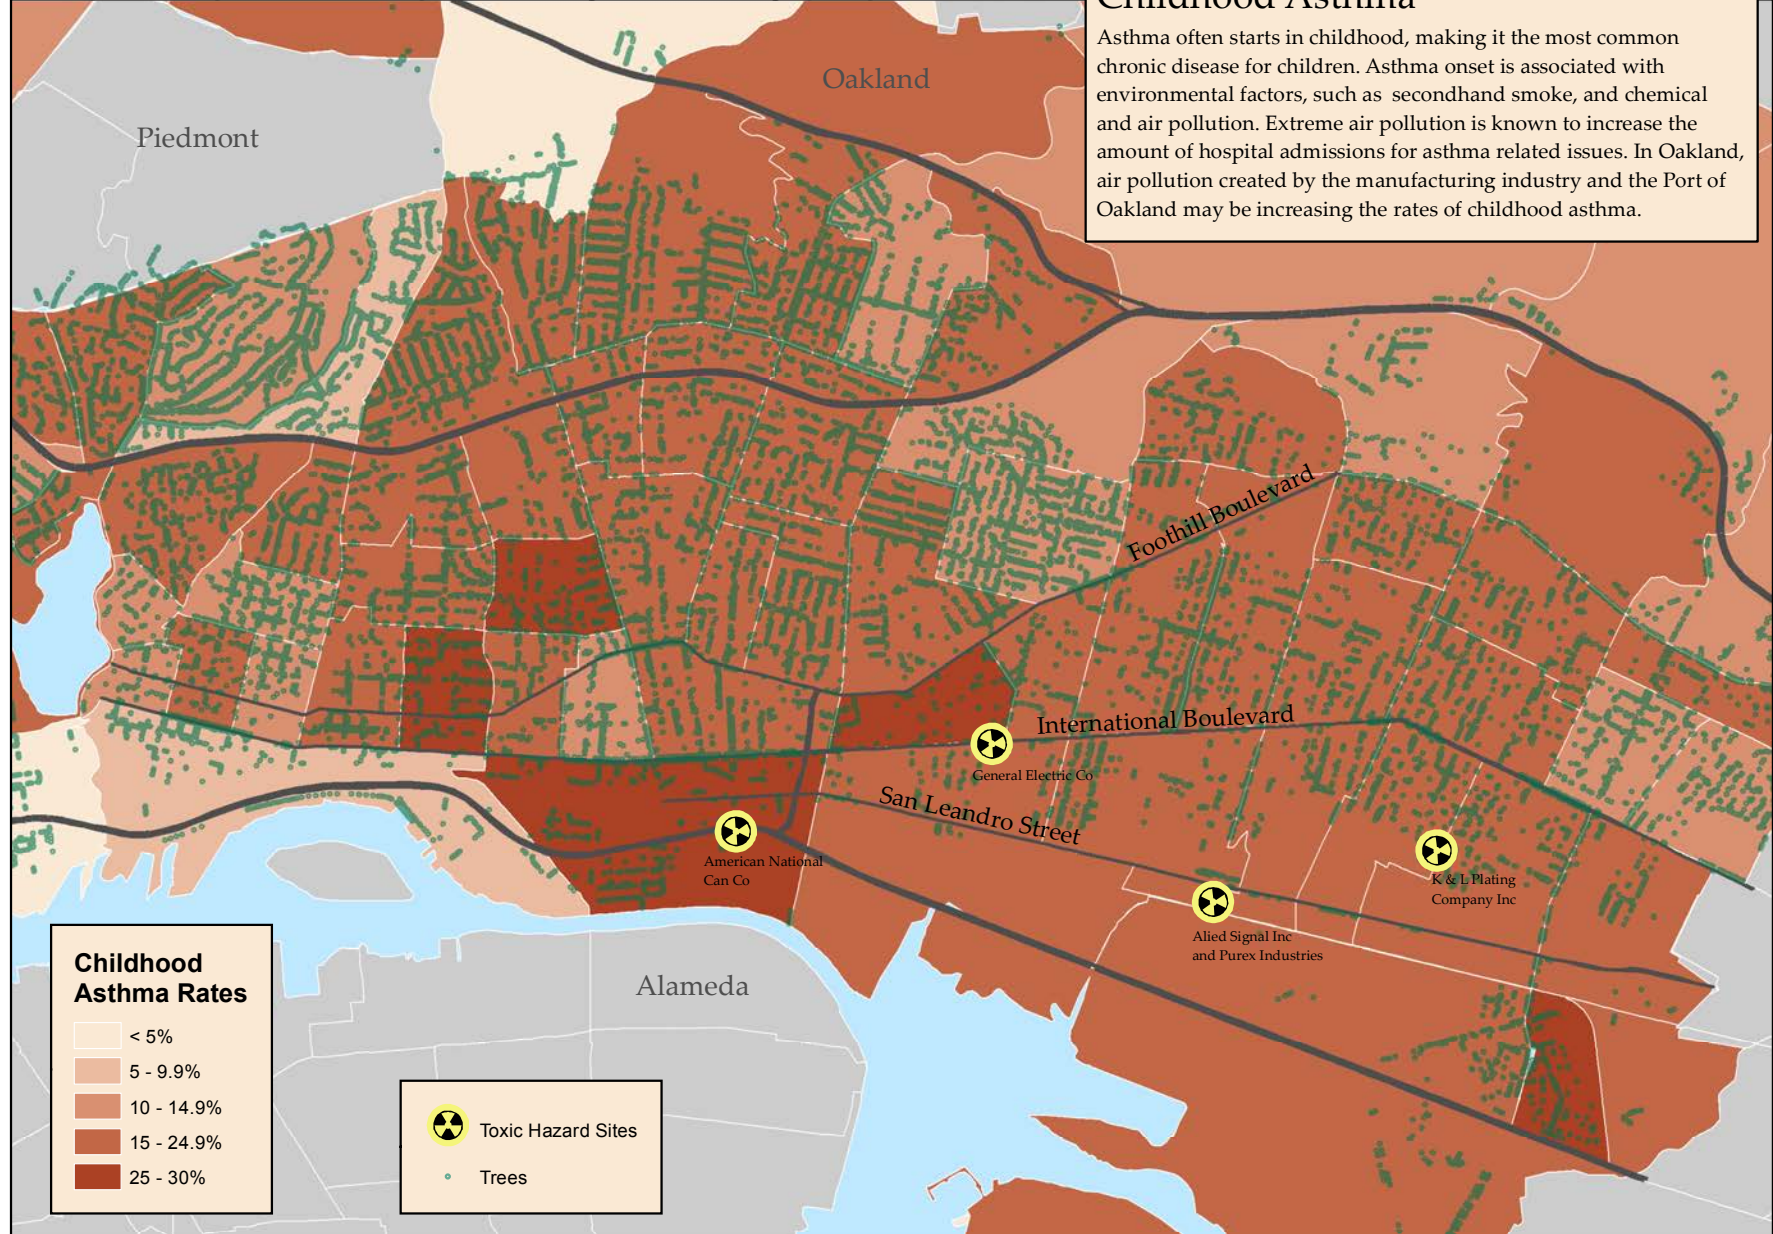 Childhood Asthma
Asthma often starts in childhood, making it the most common
chronic disease for children. Asthma onset is associated with
environmental factors, such as secondhand smoke, and chemical
and air pollution. Extreme air pollution is known to increase the
amount of hospital admissions for asthma related issues. In Oakland,
air pollution created by the manufacturing industry and the Port of
Oakland may be increasing the rates of childhood asthma.
Oakland
Piedmont
Foothill Boulevard
International Boulevard
General Electric Co
San Leandro Street
American National
Can Co
K & L Plating
Company Inc
Alied Signal Inc
and Purex Industries
Alameda
Childhood
Asthma Rates
< 5%
5 - 9.9%
10 - 14.9%
15 - 24.9%
25 - 30%
Toxic Hazard Sites
Trees